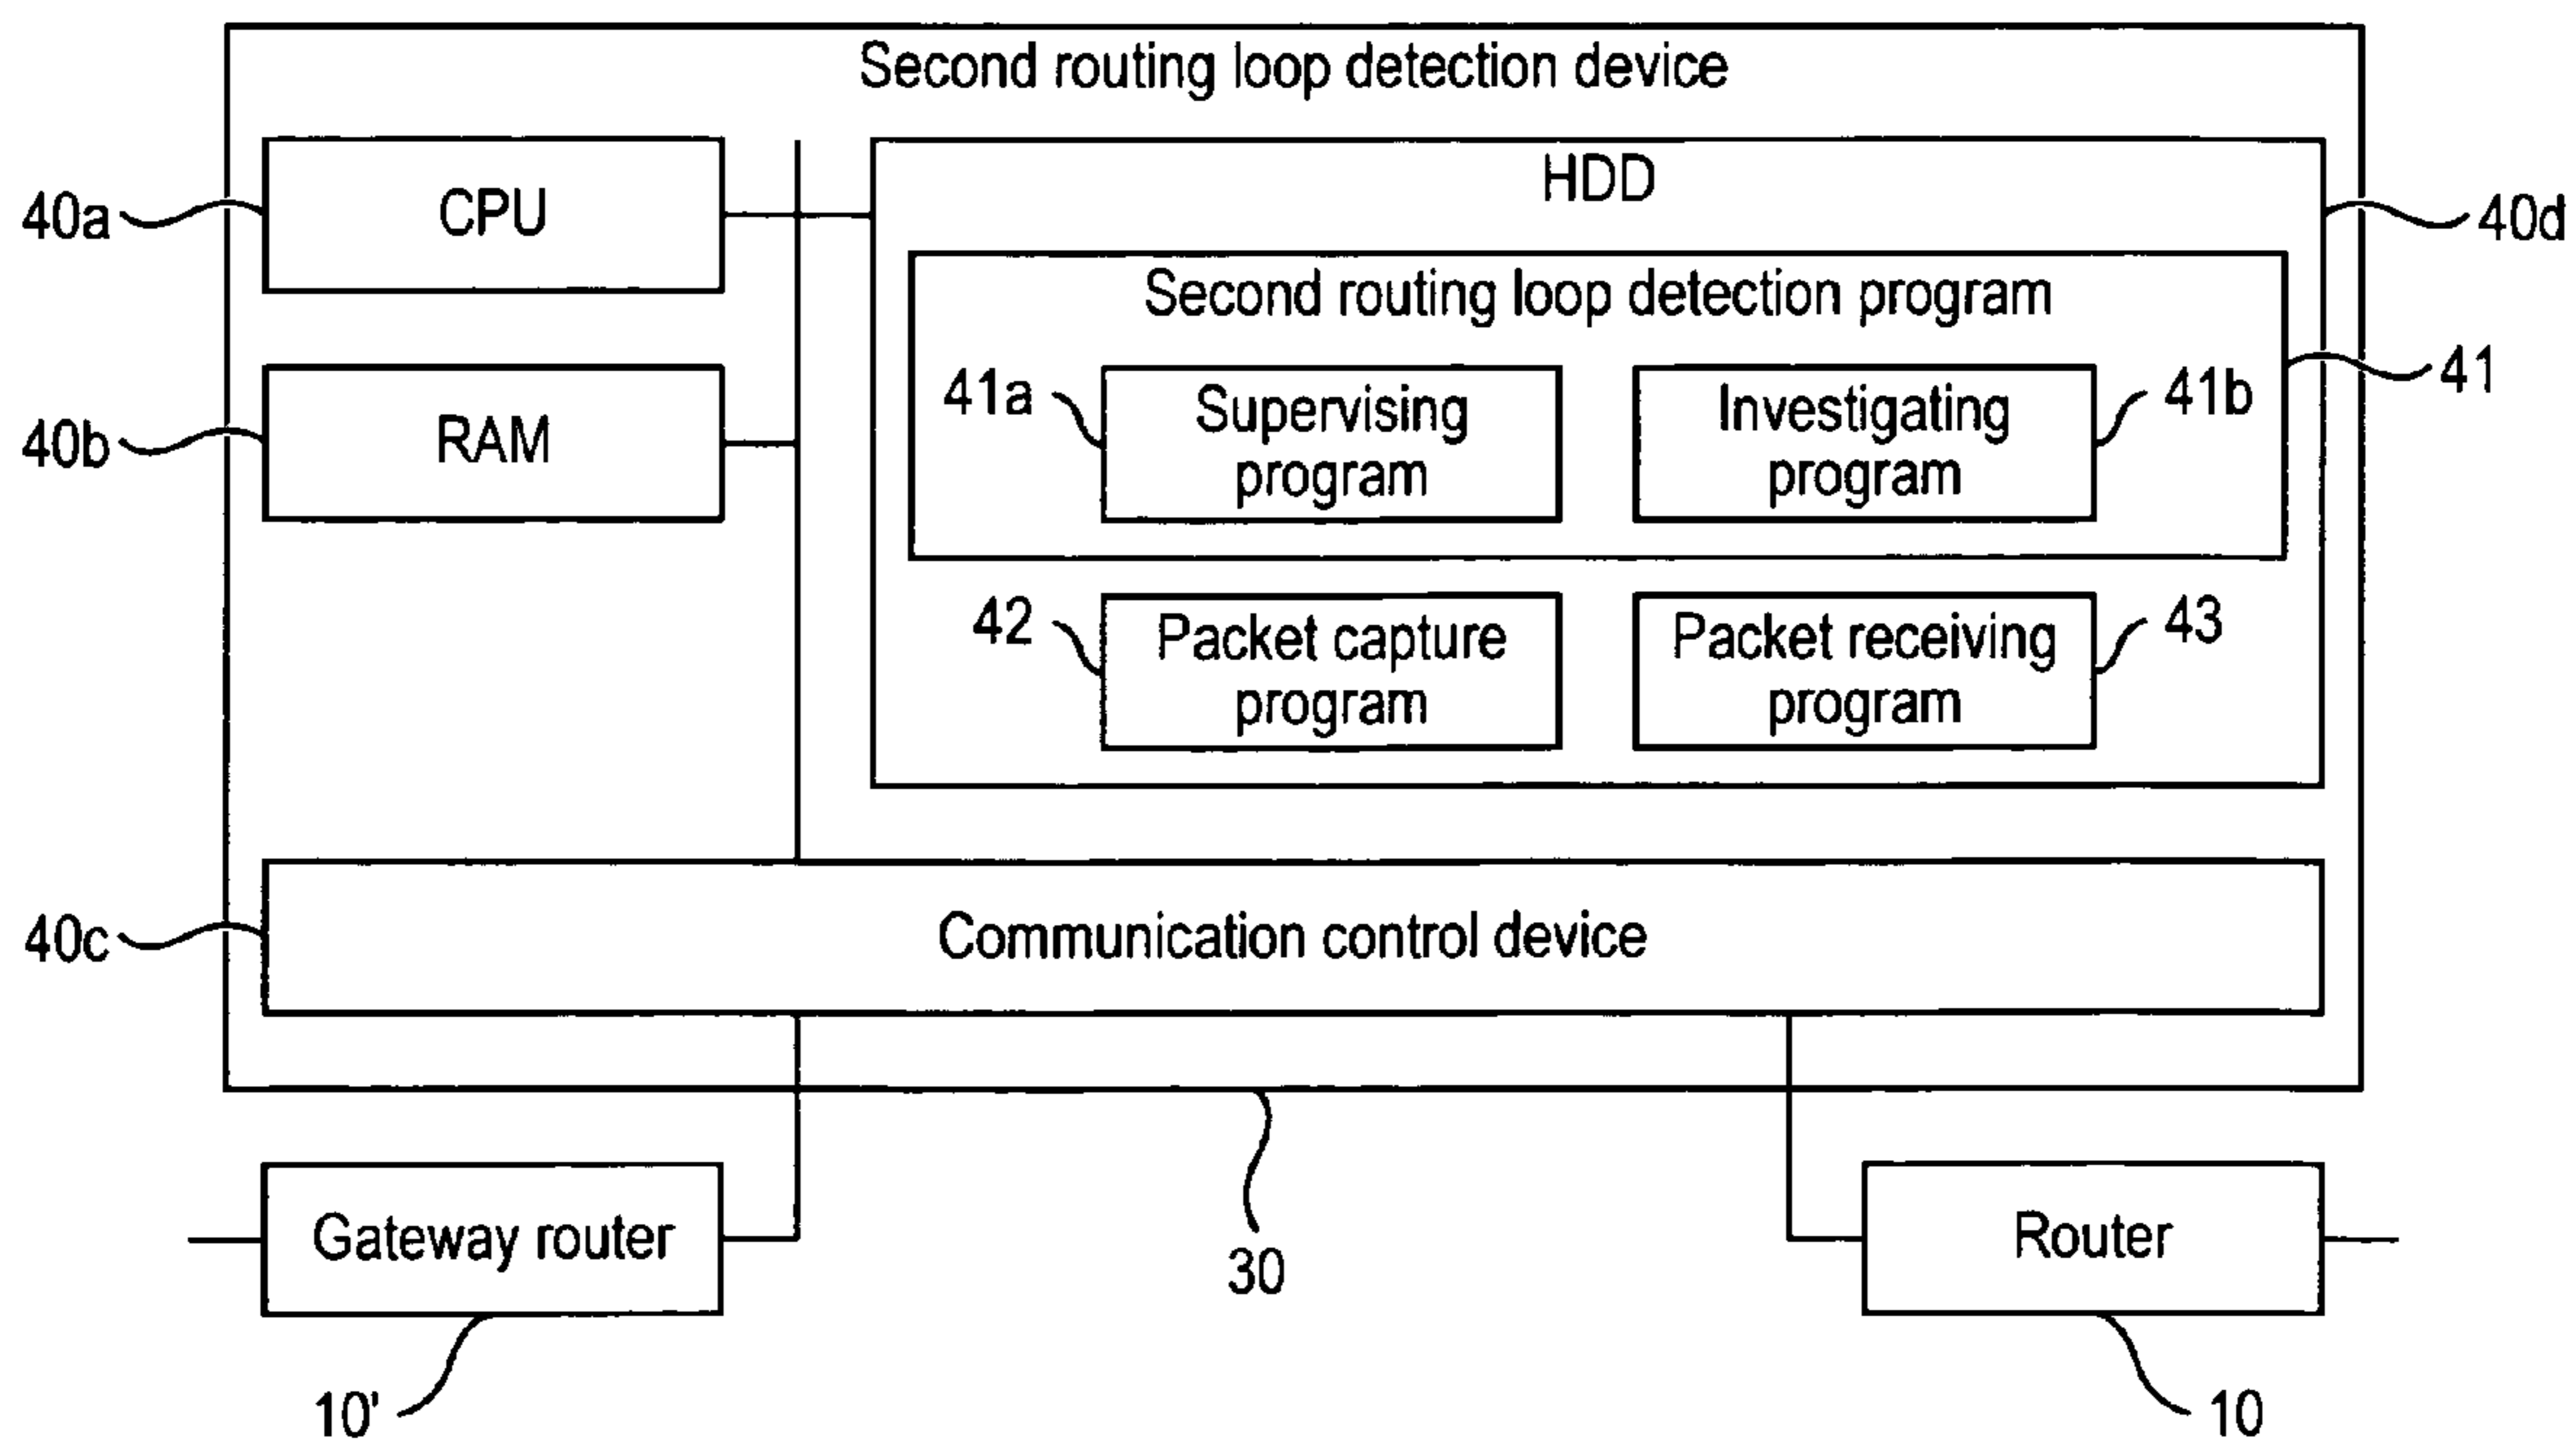 Second routing loop detection device
CPU
HDD
40a
40d
Second routing loop detection program
41a
Supervising
program
Investigating
program
41b
41
40b
RAM
42
Packet capture
program
Packet receiving
program
43
40c
Communication control device
Gateway router
30
Router
10'
10